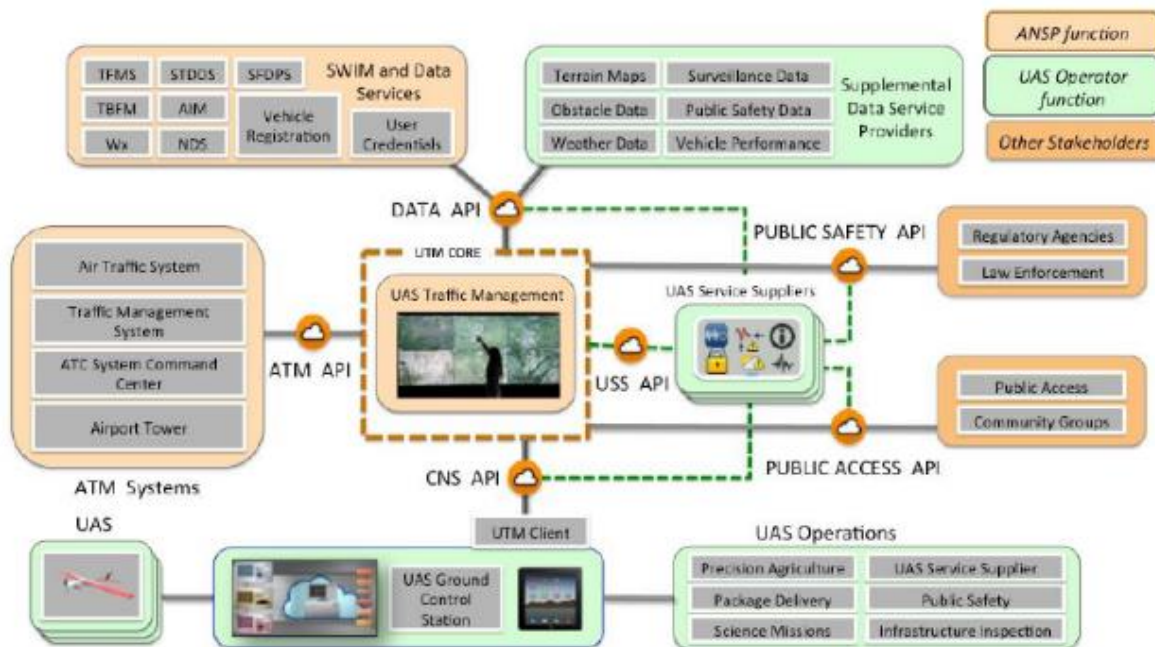 TFMS
STDDS
SFDPS
TBFM
AIM
Wx
NDS
Vehicle
Registration
SWIM and Data
Services
User
Credentials
Terrain Maps
Surveillance Data
Obstacle Data
Public Safety Data
Weather Data
Vehicle Performance
Supplemental
Data Service
Providers
ANSP function
UAS Operator
function
Other Stakeholders
DATA API
UTM CORE
PUBLIC SAFETY API
Regulatory Agencies
Law Enforcement
Air Traffic System
Traffic Management
System
ATC System Command
Center
Airport Tower
ATM Systems
ATM API
UAS Traffic Management
USS API
UAS Service Suppliers
Public Access
Community Groups
PUBLIC ACCESS API
CNS API
UTM Client
UAS
UAS Ground
Control
Station
UAS Operations
Precision Agriculture
UAS Service Supplier
Package Delivery
Public Safety
Science Missions
Infrastructure Inspection